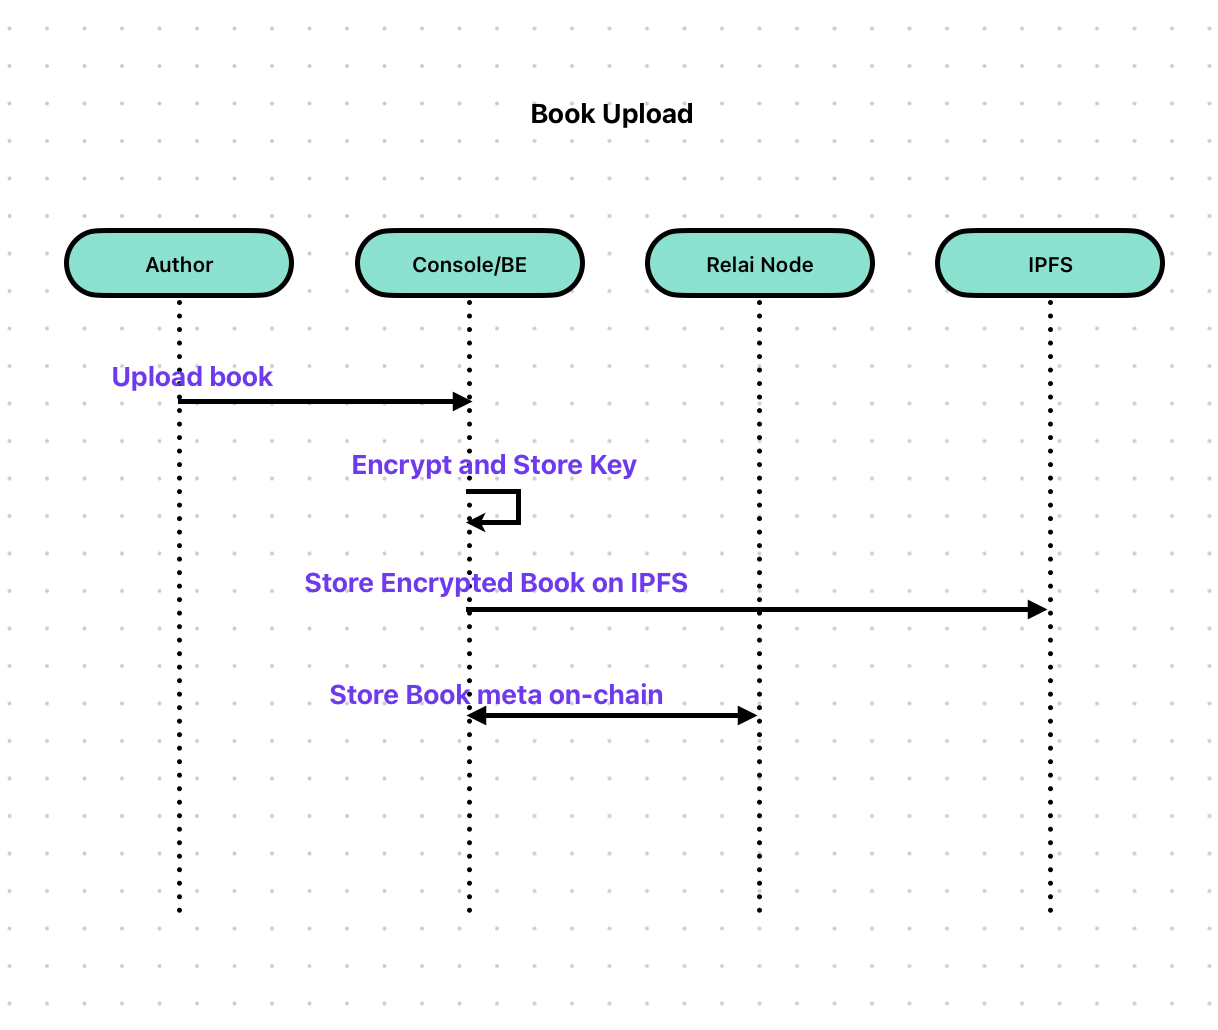 Book Upload
Author
Console/BE
Relai Node
IPFS
Upload book
Encrypt and Store Key
Store Encrypted Book on IPFS
Store Book meta on-chain